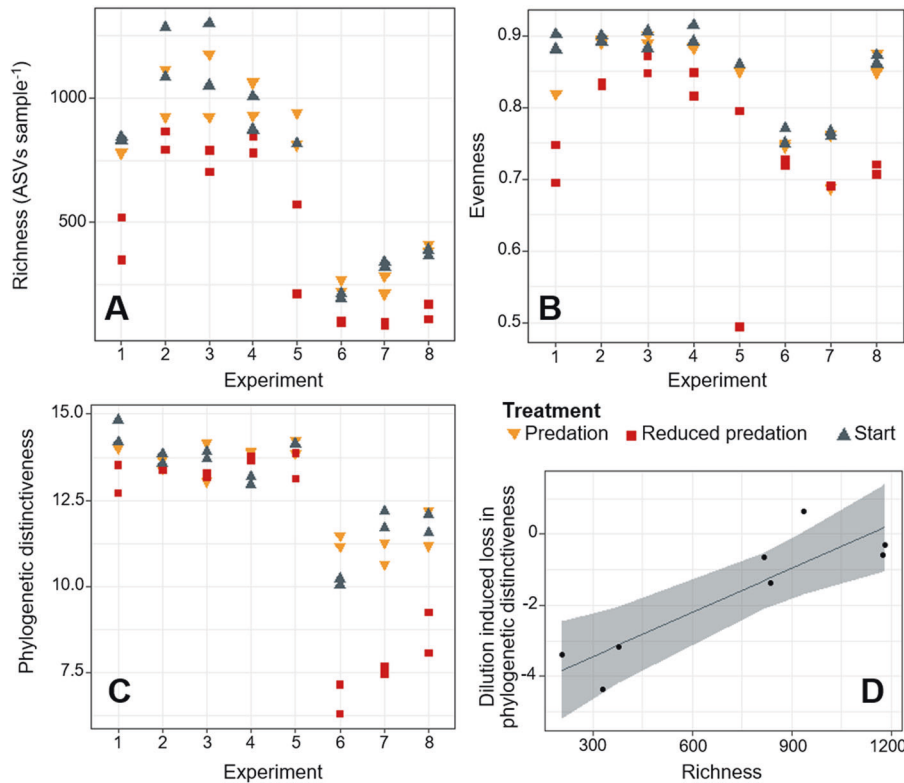 Richness (ASVs sample⁻¹)
1000
500
A
1 2 3 4 5 6 7 8
Experiment
Evenness
0.9
0.8
0.7
0.6
0.5
B
1 2 3 4 5 6 7 8
Experiment
Phylogenetic distinctiveness
15.0
12.5
10.0
7.5
C
1 2 3 4 5 6 7 8
Experiment
Treatment
Predation Reduced predation Start
Dilution induced loss in
phylogenetic distinctiveness
0
-2
-4
D
300 600 900 1200
Richness